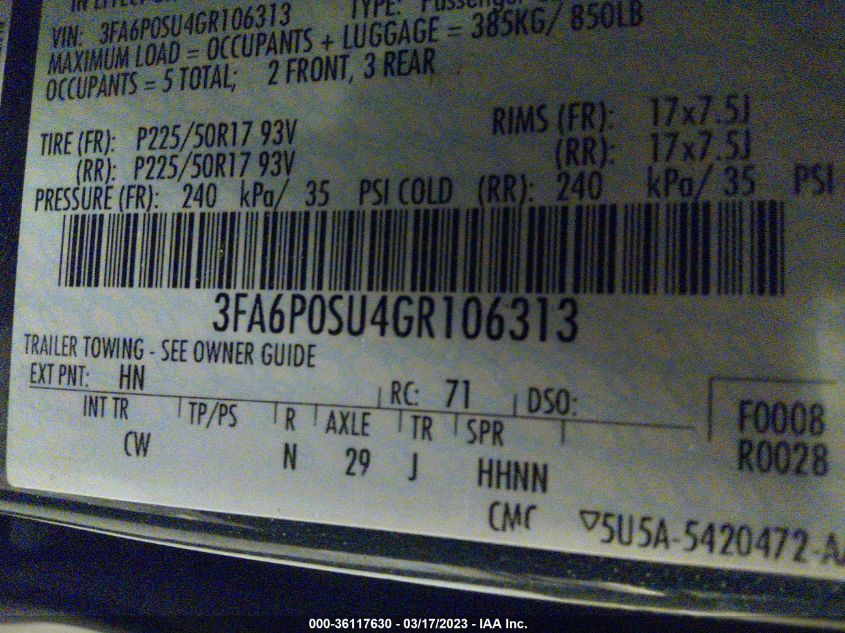 VIN: 3FA6P0SU4GR106313 TYPE: Passenger
MAXIMUM LOAD = OCCUPANTS + LUGGAGE = 385KG/ 850LB
OCCUPANTS = 5 TOTAL; 2 FRONT, 3 REAR
TIRE (FR): P225/50R17 93V RIMS (FR): 17x7.5J
(RR): P225/50R17 93V (RR): 17x7.5J
PRESSURE (FR): 240 kPa/ 35 PSI COLD (RR): 240 kPa/ 35 PSI
3FA6P0SU4GR106313
TRAILER TOWING - SEE OWNER GUIDE
EXT PNT: HN RC: 71 DSO:
INT TR TP/PS R AXLE TR SPR
CW N 29 J HHNN
F0008
R0028
CMC ▽5U5A-5420472-A
000-36117630 - 03/17/2023 - IAA Inc.